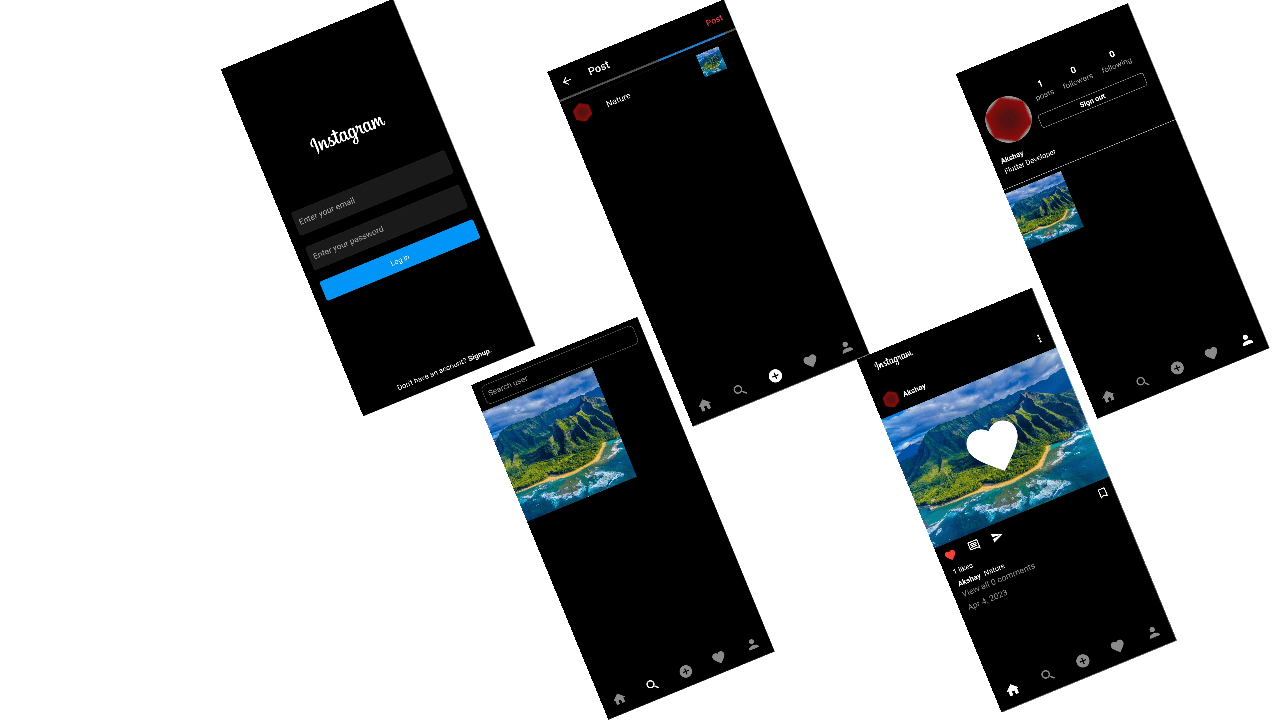 Instagram
Enter your email
Enter your password
Log in
Don't have an account? Signup.
Post
Post
Nature
1
posts
0
followers
0
following
Sign out
Akshay
Flutter Developer
Search user
Instagram
Akshay
1 likes
Akshay Nature
View all 0 comments
Apr 4, 2023